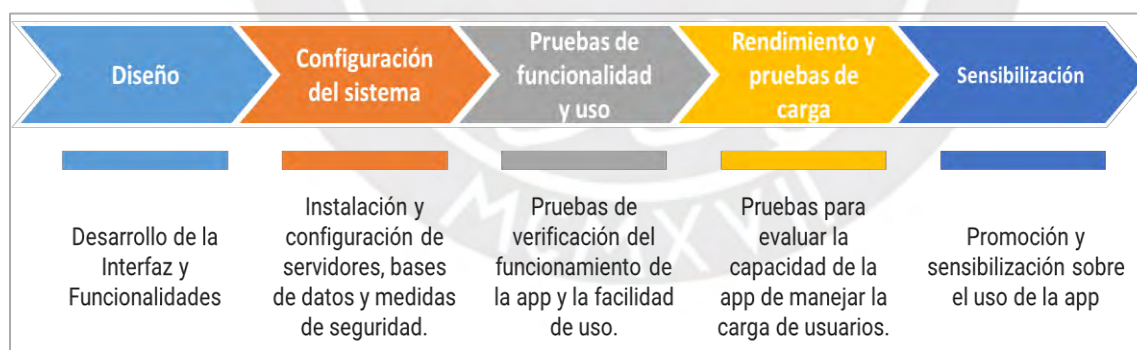 Diseño
Configuración
del sistema
Pruebas de
funcionalidad
y uso
Rendimiento y
pruebas de
carga
Sensibilización
Desarrollo de la
Interfaz y
Funcionalidades
Instalación y
configuración de
servidores, bases
de datos y medidas
de seguridad.
Pruebas de
verificación del
funcionamiento de
la app y la facilidad
de uso.
Pruebas para
evaluar la
capacidad de la
app de manejar la
carga de usuarios.
Promoción y
sensibilización sobre
el uso de la app
MCMXVII